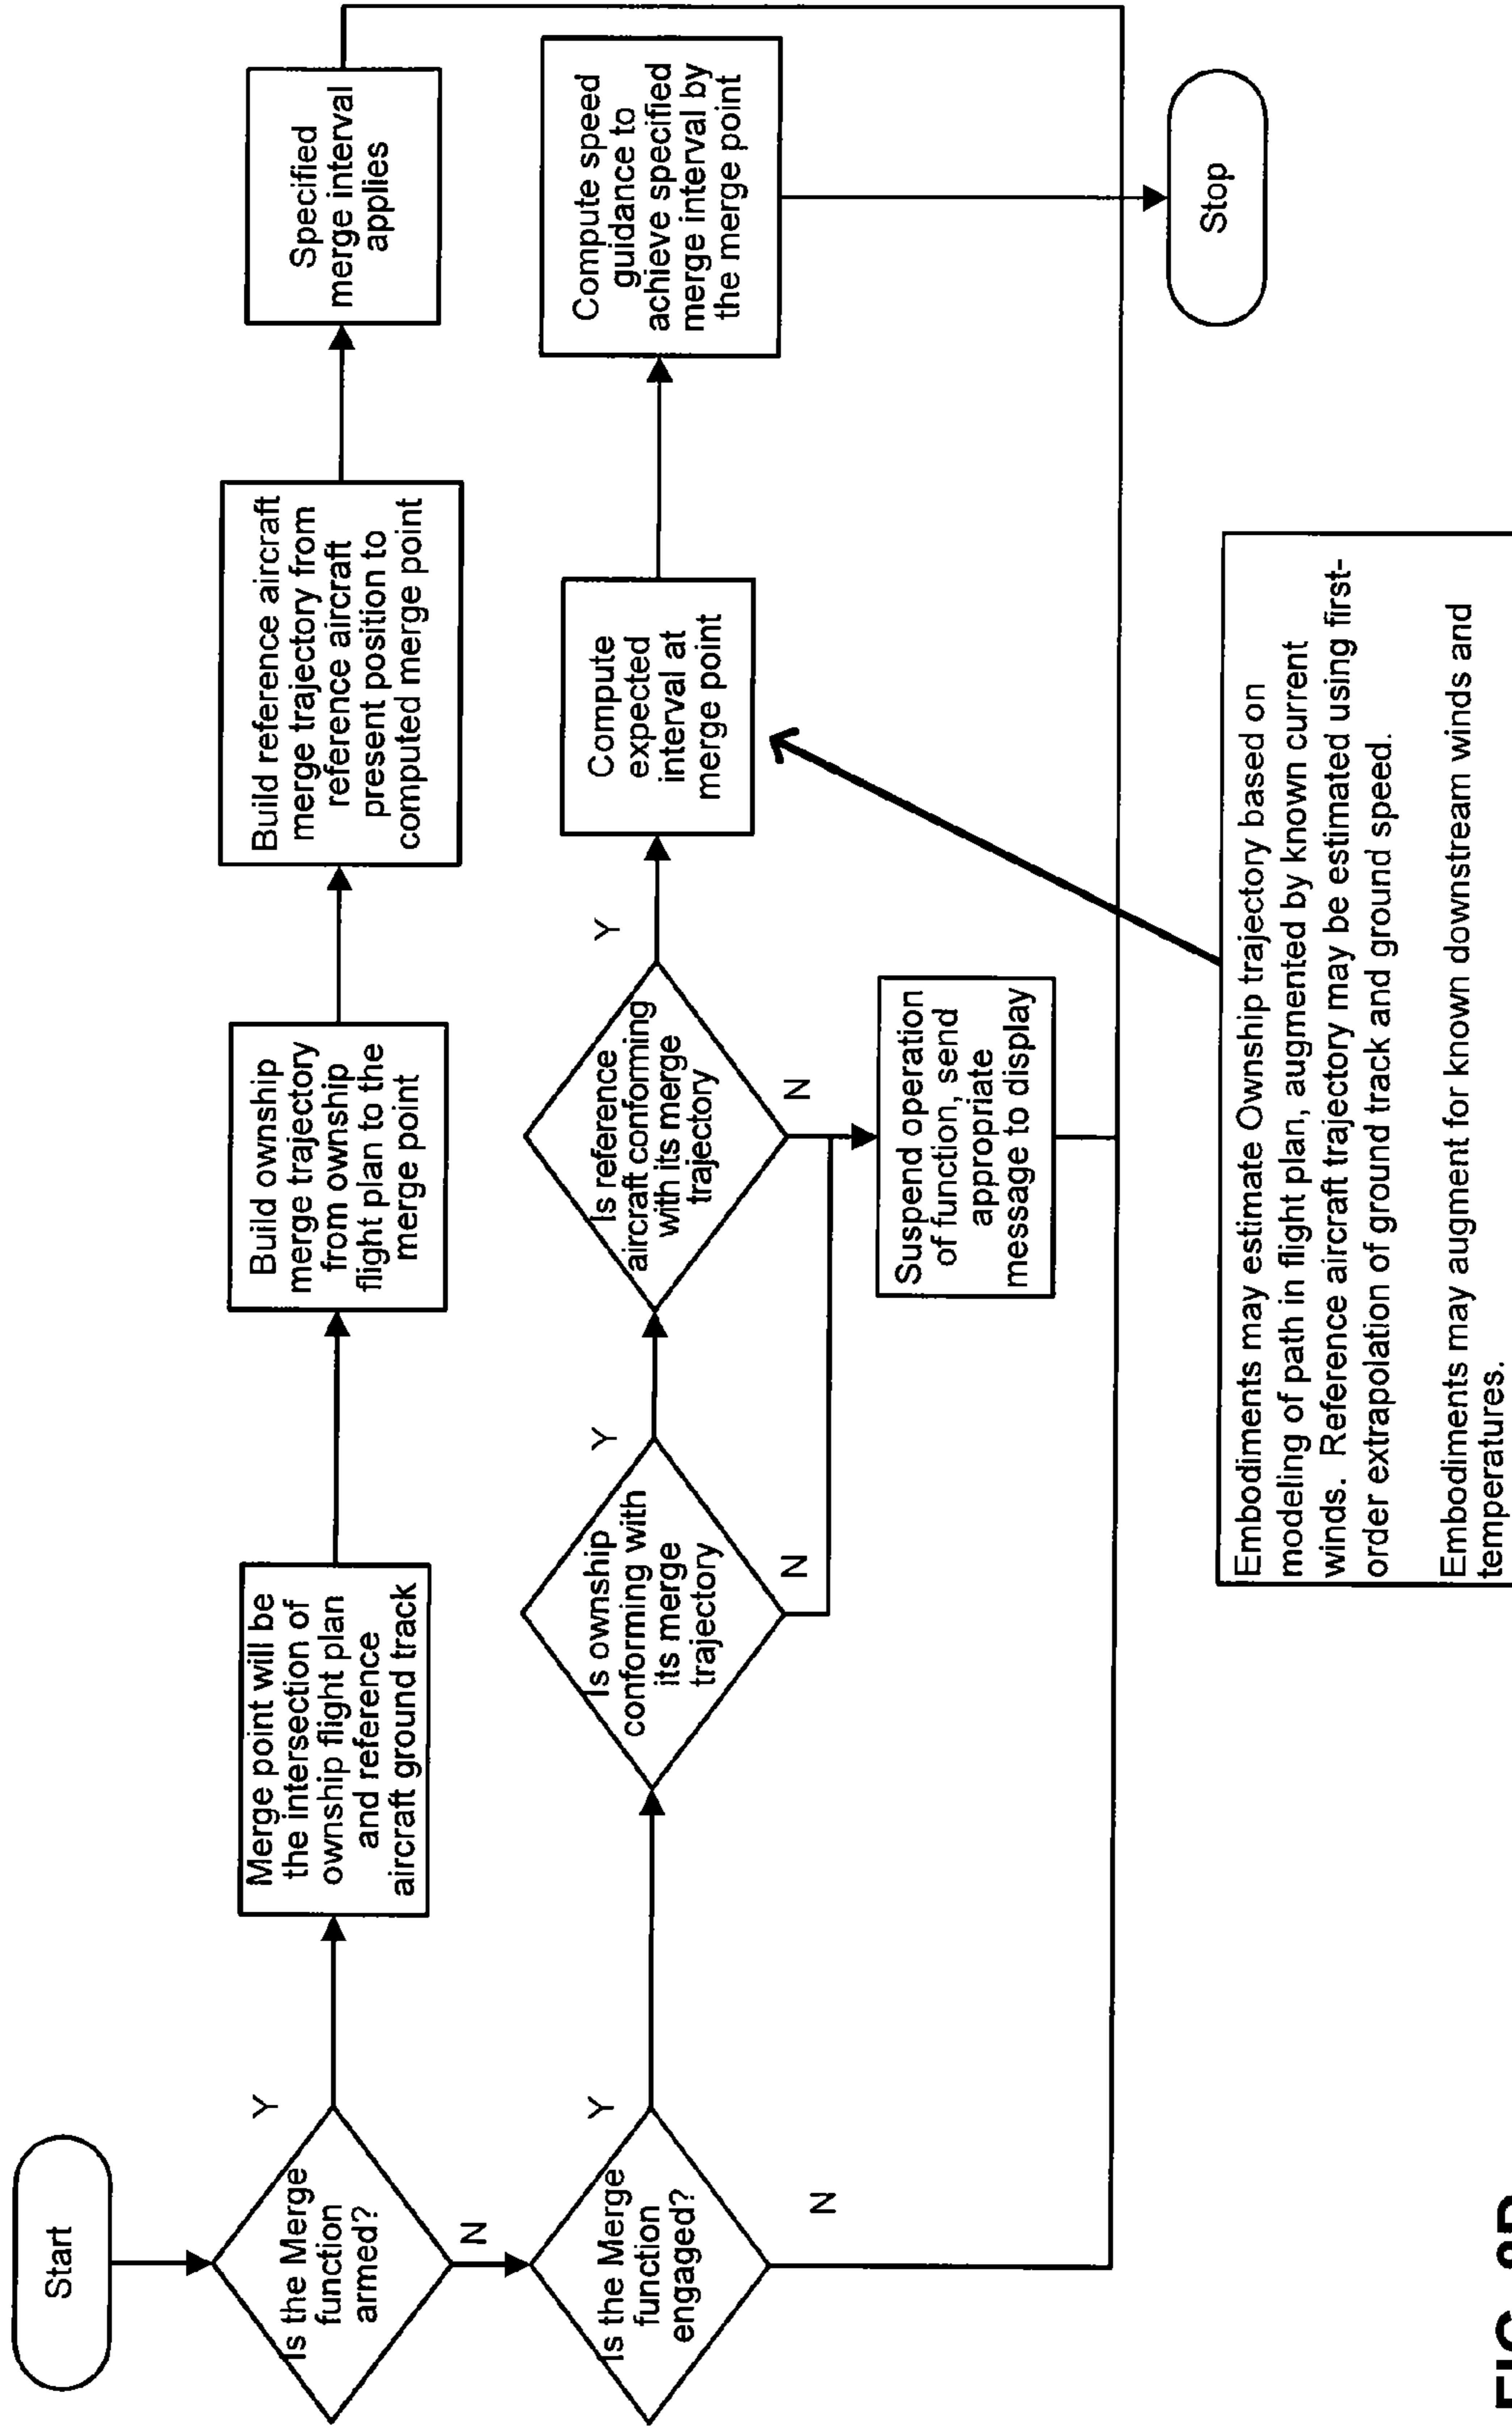 Start
Is the Merge
function
armed?
Y
N
Merge point will be
the intersection of
ownship flight plan
and reference
aircraft ground track
Build ownship
merge trajectory
from ownship
flight plan to the
merge point
Build reference aircraft
merge trajectory from
reference aircraft
present position to
computed merge point
Specified
merge interval
applies
Is the Merge
function
engaged?
Y
N
Is ownship
conforming with
its merge
trajectory
Y
N
Is reference
aircraft conforming
with its merge
trajectory
Y
N
Compute
expected
interval at
merge point
Compute speed
guidance to
achieve specified
merge interval by
the merge point
Suspend operation
of function, send
appropriate
message to display
Stop
Embodiments may estimate Ownship trajectory based on
modeling of path in flight plan, augmented by known current
winds. Reference aircraft trajectory may be estimated using first-
order extrapolation of ground track and ground speed.
Embodiments may augment for known downstream winds and
temperatures.
FIG.